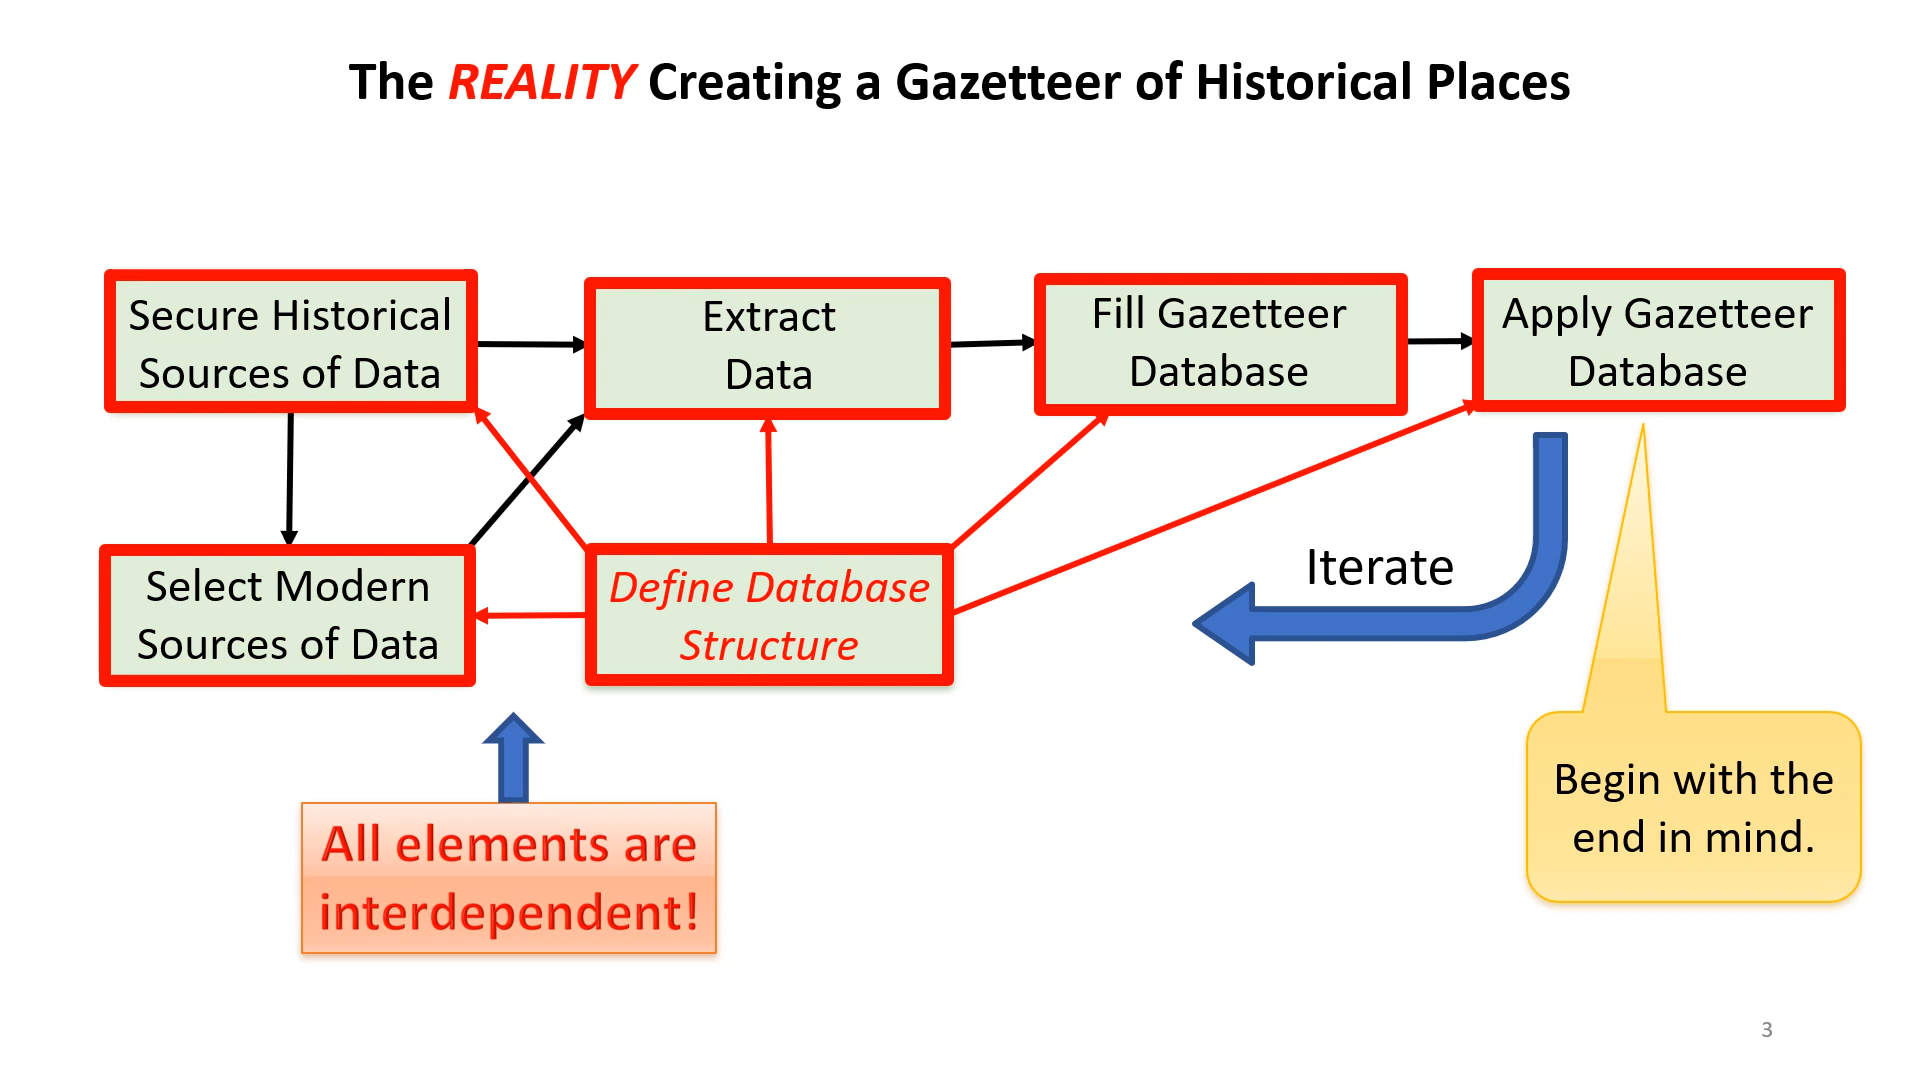 The REALITY Creating a Gazetteer of Historical Places
Secure Historical
Sources of Data
Extract
Data
Fill Gazetteer
Database
Apply Gazetteer
Database
Select Modern
Sources of Data
Define Database
Structure
Iterate
All elements are
interdependent!
Begin with the
end in mind.
3